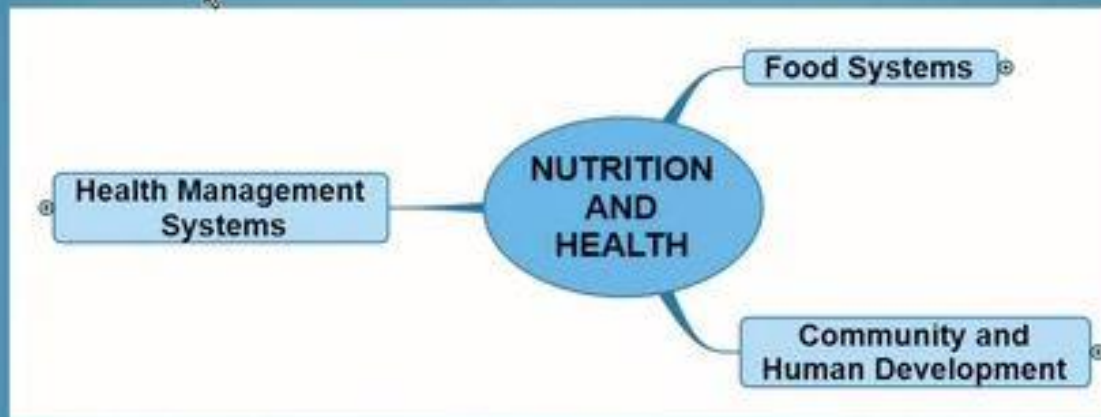 Food Systems
NUTRITION
AND
HEALTH
Health Management
Systems
Community and
Human Development